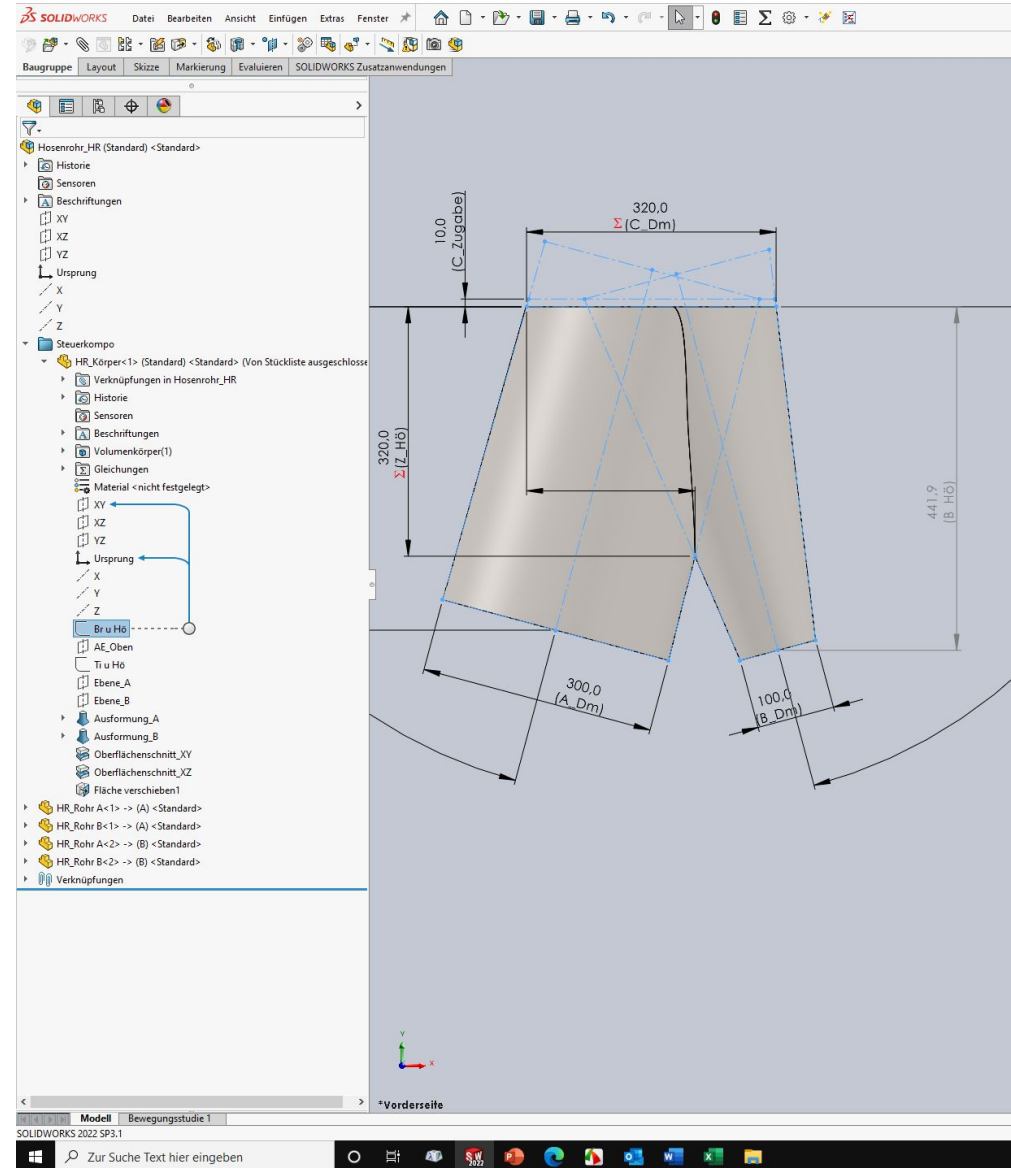 SOLIDWORKS Datei Bearbeiten Ansicht Einfügen Extras Fenster
Baugruppe Layout Skizze Markierung Evaluieren SOLIDWORKS Zusatzanwendungen
Hosenrohr_HR (Standard) <Standard>
Historie
Sensoren
Beschriftungen
XY
XZ
YZ
Ursprung
X
Y
Z
Steuerkompo
HR_Körper<1> (Standard) <Standard> (Von Stückliste ausgeschlosse
Verknüpfungen in Hosenrohr_HR
Historie
Sensoren
Beschriftungen
Volumenkörper(1)
Gleichungen
Material <nicht festgelegt>
XY
XZ
YZ
Ursprung
X
Y
Z
Br u Hö
AE_Oben
Ti u Hö
Ebene_A
Ebene_B
Ausformung_A
Ausformung_B
Oberflächenschnitt_XY
Oberflächenschnitt_XZ
Fläche verschieben1
HR_Rohr A<1> -> (A) <Standard>
HR_Rohr B<1> -> (A) <Standard>
HR_Rohr A<2> -> (B) <Standard>
HR_Rohr B<2> -> (B) <Standard>
Verknüpfungen
10,0
(C_Zugabe)
320,0
Σ(C_Dm)
320,0
Σ(Z_Hö)
441,9
(B Hö)
300,0
(A_Dm)
100,0
(B_Dm)
Y
X
*Vorderseite
Modell Bewegungsstudie 1
SOLIDWORKS 2022 SP3.1
Zur Suche Text hier eingeben